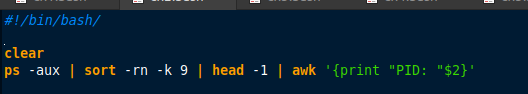 #!/bin/bash/
clear
ps -aux | sort -rn -k 9 | head -1 | awk '{print "PID: "$2}'